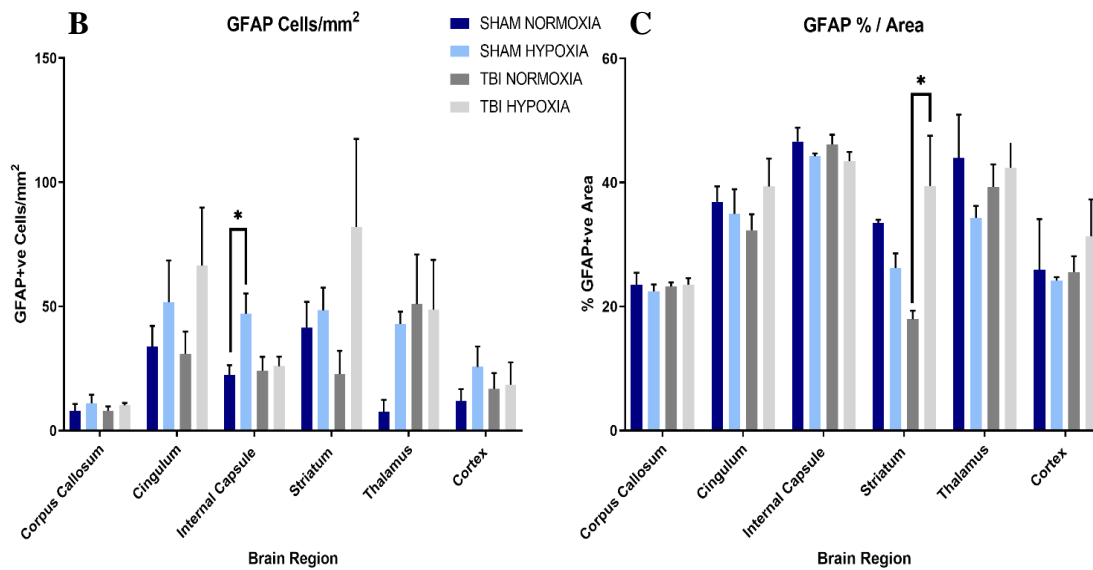 B
GFAP Cells/mm²
SHAM NORMOXIA
SHAM HYPOXIA
TBI NORMOXIA
TBI HYPOXIA
150
100
50
0
GFAP+ve Cells/mm²
*
Corpus Callosum
Cingulum
Internal Capsule
Striatum
Thalamus
Cortex
Brain Region
C
GFAP % / Area
60
40
20
0
% GFAP+ve Area
*
Corpus Callosum
Cingulum
Internal Capsule
Striatum
Thalamus
Cortex
Brain Region